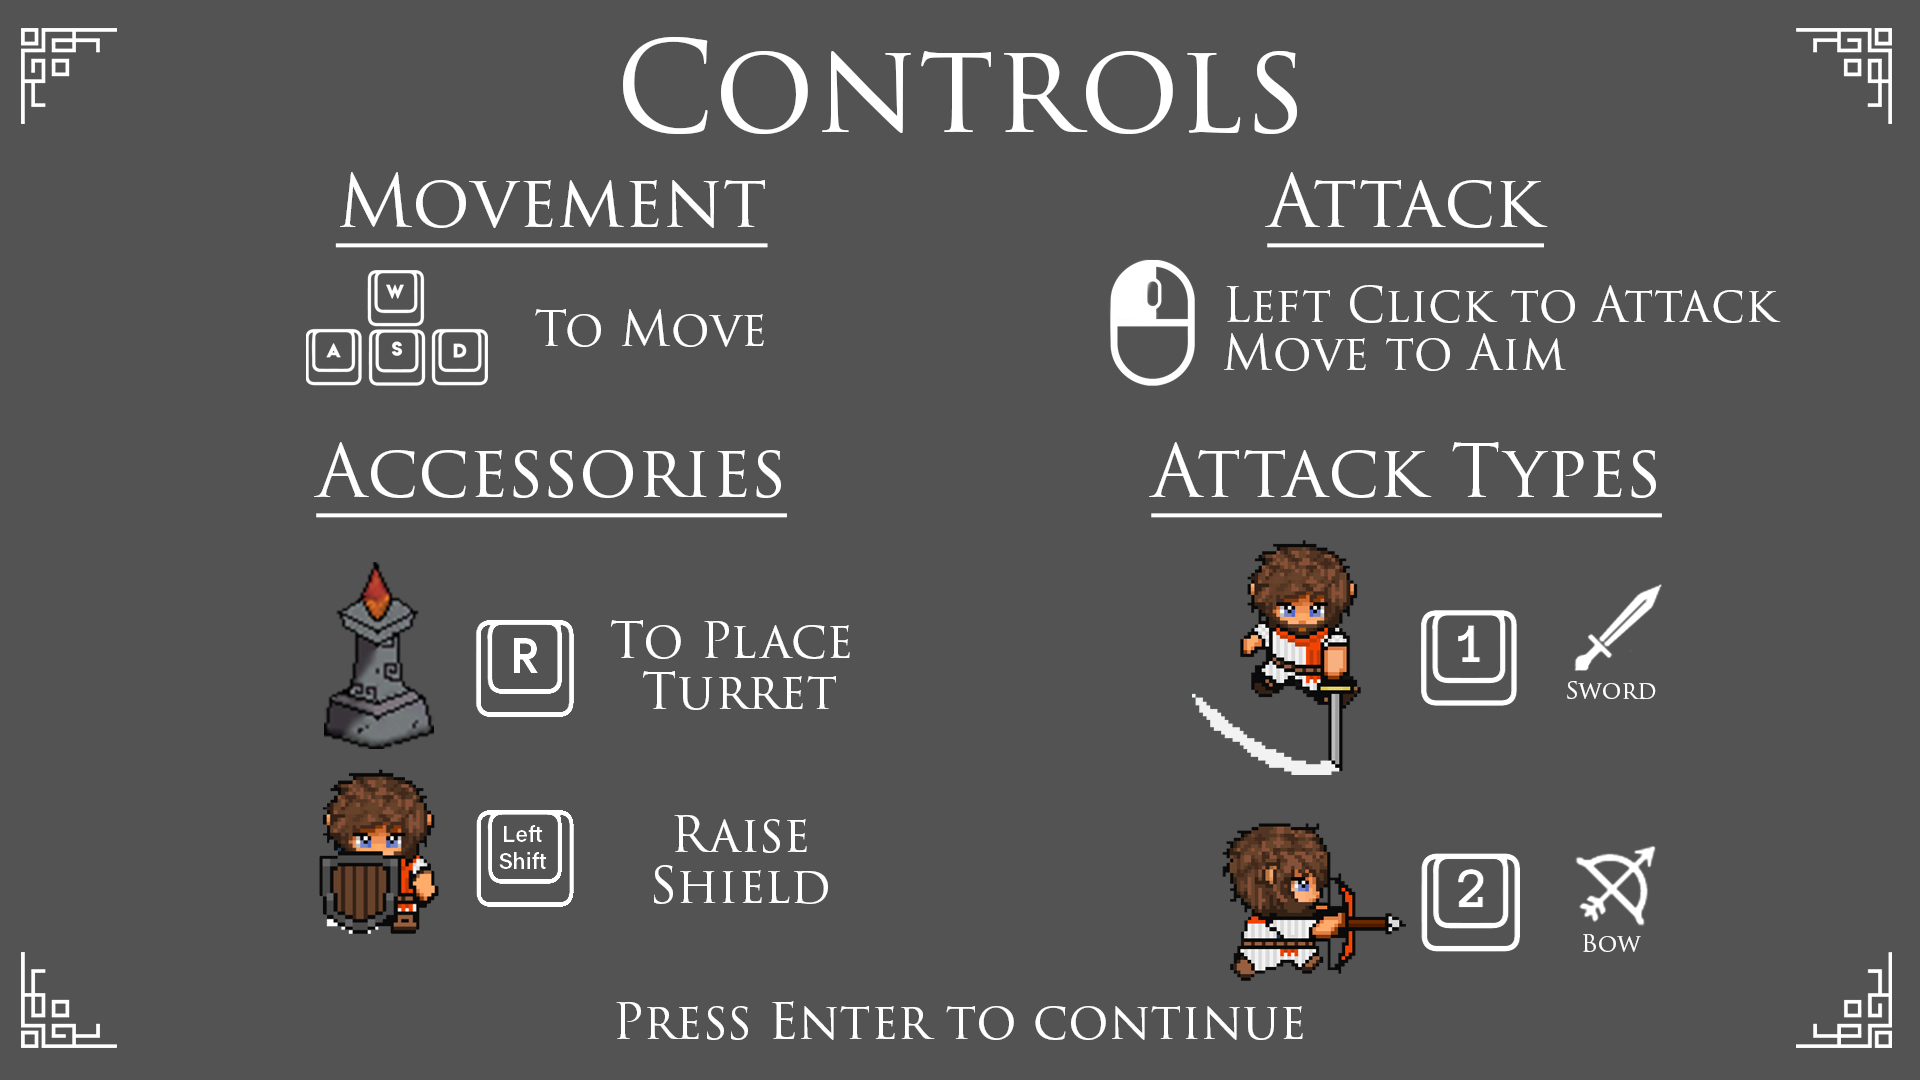 Controls
Movement
W
A S D
To Move
Attack
Left Click to Attack
Move to Aim
Accessories
R
To Place
Turret
Left
Shift
Raise
Shield
Attack Types
1
Sword
2
Bow
Press Enter to continue